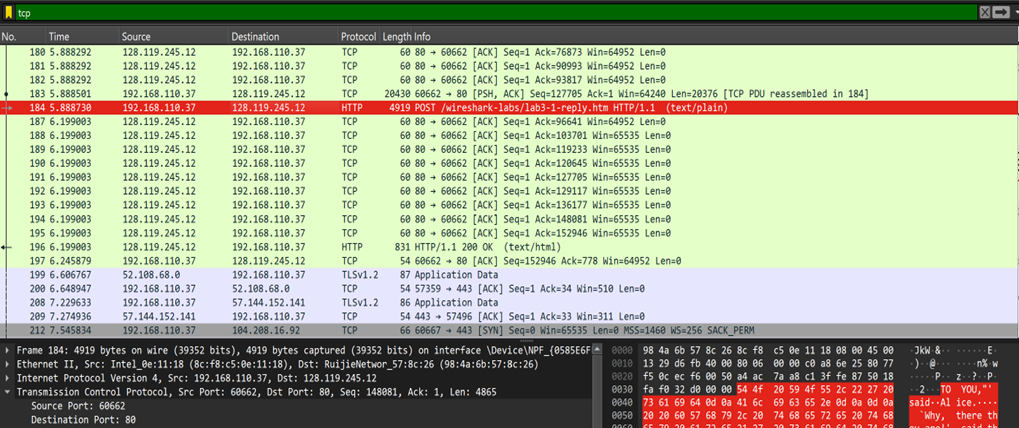 tcp
No. Time Source Destination Protocol Length Info
180 5.888292 128.119.245.12 192.168.110.37 TCP 60 80 → 60662 [ACK] Seq=1 Ack=76873 Win=64952 Len=0
181 5.888292 128.119.245.12 192.168.110.37 TCP 60 80 → 60662 [ACK] Seq=1 Ack=90993 Win=64952 Len=0
182 5.888292 128.119.245.12 192.168.110.37 TCP 60 80 → 60662 [ACK] Seq=1 Ack=93817 Win=64952 Len=0
183 5.888501 192.168.110.37 128.119.245.12 TCP 20430 60662 → 80 [PSH, ACK] Seq=127705 Ack=1 Win=64240 Len=20376 [TCP PDU reassembled in 184]
184 5.888730 192.168.110.37 128.119.245.12 HTTP 4919 POST /wireshark-labs/lab3-1-reply.htm HTTP/1.1 (text/plain)
187 6.199003 128.119.245.12 192.168.110.37 TCP 60 80 → 60662 [ACK] Seq=1 Ack=96641 Win=64952 Len=0
188 6.199003 128.119.245.12 192.168.110.37 TCP 60 80 → 60662 [ACK] Seq=1 Ack=103701 Win=65535 Len=0
189 6.199003 128.119.245.12 192.168.110.37 TCP 60 80 → 60662 [ACK] Seq=1 Ack=119233 Win=65535 Len=0
190 6.199003 128.119.245.12 192.168.110.37 TCP 60 80 → 60662 [ACK] Seq=1 Ack=120645 Win=65535 Len=0
191 6.199003 128.119.245.12 192.168.110.37 TCP 60 80 → 60662 [ACK] Seq=1 Ack=127705 Win=65535 Len=0
192 6.199003 128.119.245.12 192.168.110.37 TCP 60 80 → 60662 [ACK] Seq=1 Ack=129117 Win=65535 Len=0
193 6.199003 128.119.245.12 192.168.110.37 TCP 60 80 → 60662 [ACK] Seq=1 Ack=136177 Win=65535 Len=0
194 6.199003 128.119.245.12 192.168.110.37 TCP 60 80 → 60662 [ACK] Seq=1 Ack=148081 Win=65535 Len=0
195 6.199003 128.119.245.12 192.168.110.37 TCP 60 80 → 60662 [ACK] Seq=1 Ack=152946 Win=65535 Len=0
196 6.199003 128.119.245.12 192.168.110.37 HTTP 831 HTTP/1.1 200 OK (text/html)
197 6.245879 192.168.110.37 128.119.245.12 TCP 54 60662 → 80 [ACK] Seq=152946 Ack=778 Win=64952 Len=0
199 6.606767 52.108.68.0 192.168.110.37 TLSv1.2 87 Application Data
200 6.648947 192.168.110.37 52.108.68.0 TCP 54 57359 → 443 [ACK] Seq=1 Ack=34 Win=510 Len=0
208 7.229633 57.144.152.141 192.168.110.37 TLSv1.2 86 Application Data
209 7.274936 192.168.110.37 57.144.152.141 TCP 54 57496 → 443 [ACK] Seq=1 Ack=33 Win=311 Len=0
212 7.545834 192.168.110.37 104.208.16.92 TCP 66 60667 → 443 [SYN] Seq=0 Win=65535 Len=0 MSS=1460 WS=256 SACK_PERM
Frame 184: 4919 bytes on wire (39352 bits), 4919 bytes captured (39352 bits) on interface \Device\NPF_{0585E6F
Ethernet II, Src: Intel_0e:11:18 (8c:f8:c5:0e:11:18), Dst: RuijieNetwor_57:8c:26 (98:4a:6b:57:8c:26)
Internet Protocol Version 4, Src: 192.168.110.37, Dst: 128.119.245.12
Transmission Control Protocol, Src Port: 60662, Dst Port: 80, Seq: 148081, Ack: 1, Len: 4865
Source Port: 60662
Destination Port: 80
0000 98 4a 6b 57 8c 26 8c f8 c5 0e 11 18 08 00 45 00 ·JkW·&·· ······E·
0010 13 29 d6 fb 40 00 80 06 00 00 c0 a8 6e 25 80 77 ·)··@··· ····n%·w
0020 f5 0c ec f6 00 50 a4 ac 7a a8 c1 3f fe 87 50 18 ·····P·· z··?··P·
0030 fa f0 32 d0 00 00 54 4f 20 59 4f 55 2c 22 27 20 ··2···TO YOU,"'
0040 73 61 69 64 0d 0a 41 6c 69 63 65 2e 0d 0a 0d 0a said··Al ice.····
0050 20 20 60 57 68 79 2c 20 74 68 65 72 65 20 74 68 `Why, there th
0060